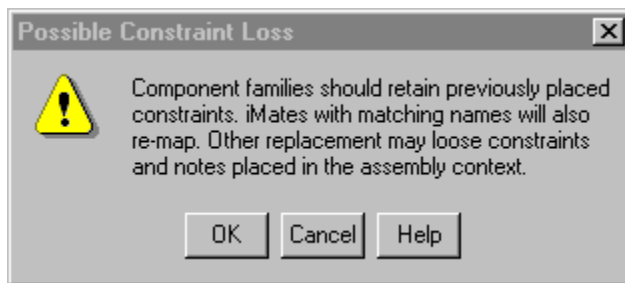 Possible Constraint Loss
Component families should retain previously placed
constraints. iMates with matching names will also
re-map. Other replacement may loose constraints
and notes placed in the assembly context.
OK Cancel Help